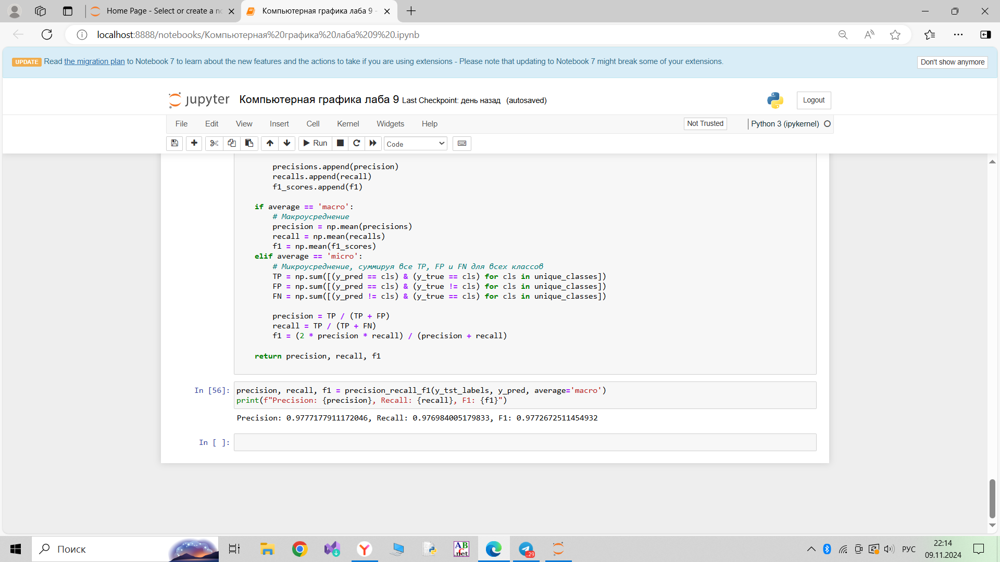 Home Page - Select or create a no
Компьютерная графика лаба 9 -
localhost:8888/notebooks/Компьютерная%20графика%20лаба%209%20.ipynb
UPDATE Read the migration plan to Notebook 7 to learn about the new features and the actions to take if you are using extensions - Please note that updating to Notebook 7 might break some of your extensions.
Don't show anymore
jupyter Компьютерная графика лаба 9 Last Checkpoint: день назад (autosaved)
Logout
File Edit View Insert Cell Kernel Widgets Help
Not Trusted
Python 3 (ipykernel)
Run
Code
precisions.append(precision)
recalls.append(recall)
f1_scores.append(f1)
if average == 'macro':
# Макроусреднение
precision = np.mean(precisions)
recall = np.mean(recalls)
f1 = np.mean(f1_scores)
elif average == 'micro':
# Микроусреднение, суммируя все TP, FP и FN для всех классов
TP = np.sum([(y_pred == cls) & (y_true == cls) for cls in unique_classes])
FP = np.sum([(y_pred == cls) & (y_true != cls) for cls in unique_classes])
FN = np.sum([(y_pred != cls) & (y_true == cls) for cls in unique_classes])
precision = TP / (TP + FP)
recall = TP / (TP + FN)
f1 = (2 * precision * recall) / (precision + recall)
return precision, recall, f1
In [56]: precision, recall, f1 = precision_recall_f1(y_tst_labels, y_pred, average='macro')
print(f"Precision: {precision}, Recall: {recall}, F1: {f1}")
Precision: 0.9777177911172046, Recall: 0.976984005179833, F1: 0.9772672511454932
In [ ]:
Поиск
ABC .net
..29
РУС
22:14
09.11.2024